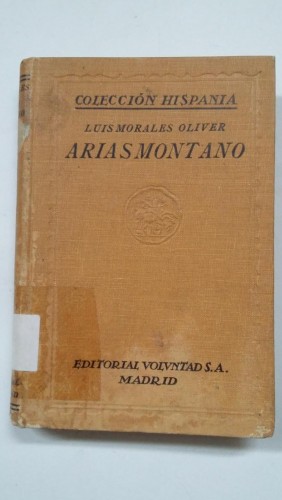 COLECCIÓN HISPANIA
LUIS MORALES OLIVER
ARIAS MONTANO
EDITORIAL VOLVNTAD S.A.
MADRID